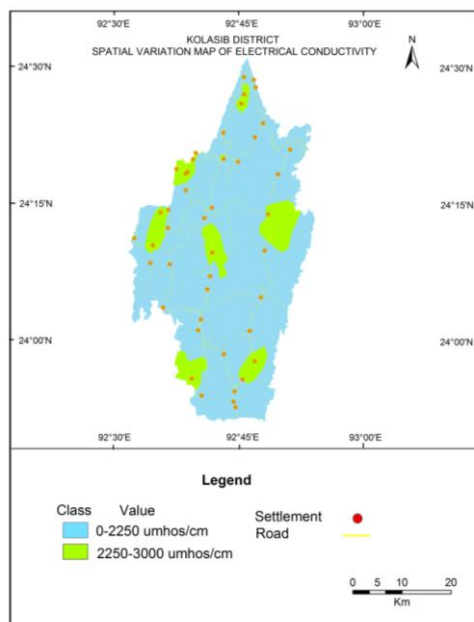 KOLASIB DISTRICT
SPATIAL VARIATION MAP OF ELECTRICAL CONDUCTIVITY
N
92°30'E 92°45'E 93°00'E
24°30'N 24°30'N
24°15'N 24°15'N
24°00'N 24°00'N
92°30'E 92°45'E 93°00'E
Legend
Class Value
0-2250 umhos/cm
2250-3000 umhos/cm
Settlement
Road
0 5 10 20
Km